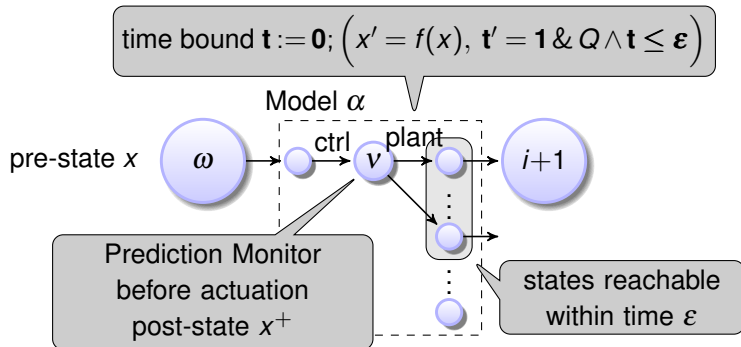 time bound t := 0; (x′ = f(x), t′ = 1 & Q ∧ t ≤ ε)
Model α
ctrl
plant
pre-state x
ω
ν
i+1
⋮
Prediction Monitor
before actuation
post-state x⁺
⋮
states reachable
within time ε